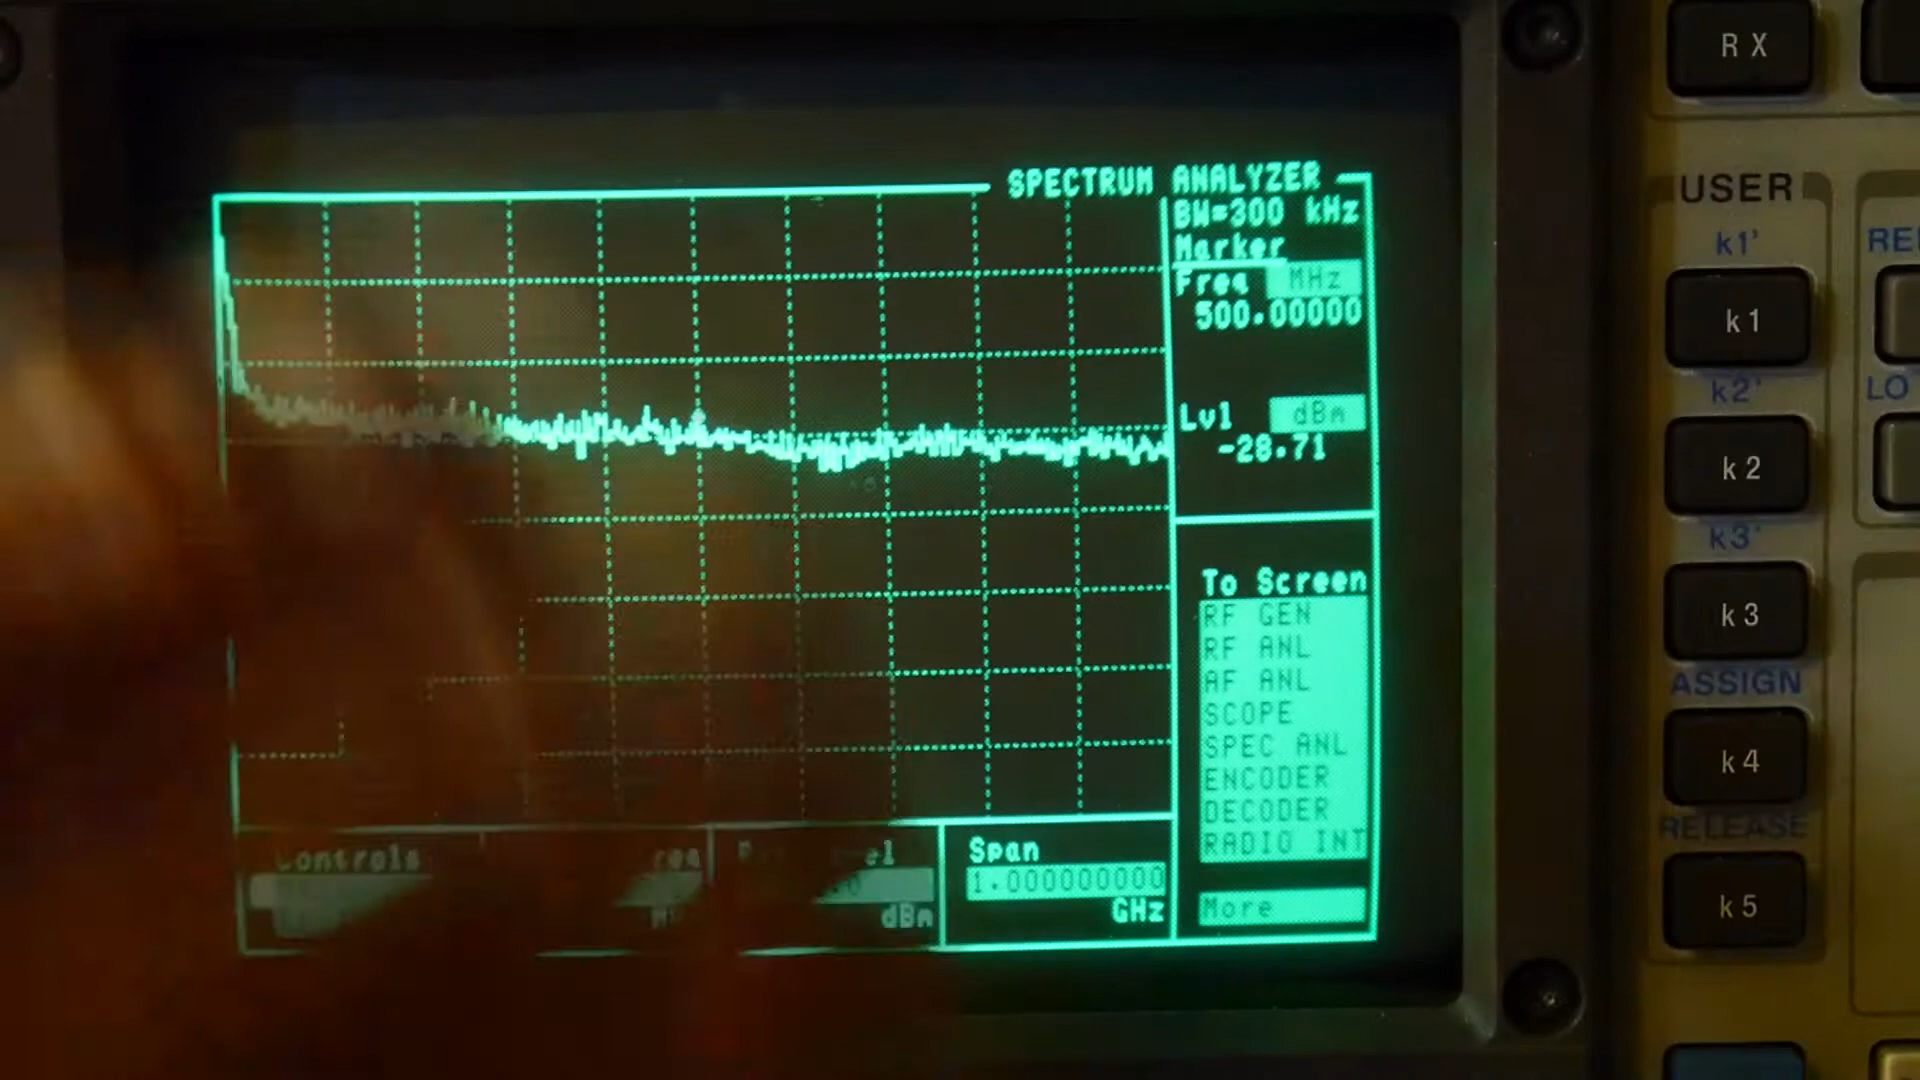 SPECTRUM ANALYZER
BW=300 kHz
Marker
Freq MHz
500.00000
Lvl dBm
-28.71
To Screen
RF GEN
RF ANL
AF ANL
SCOPE
SPEC ANL
ENCODER
DECODER
RADIO INT
More
Controls
dBm
Span
1.000000000
GHz
RX
USER
k1'
k1
k2'
k2
k3'
k3
ASSIGN
k4
RELEASE
k5
LO